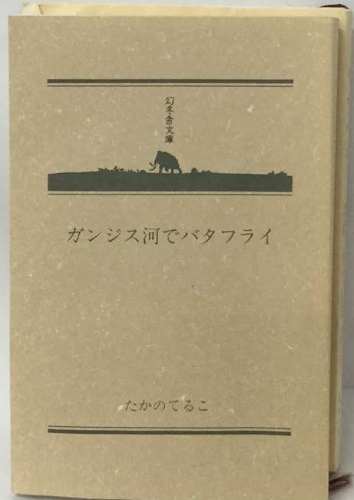 幻冬舎文庫
ガンジス河でバタフライ
たかのてるこ